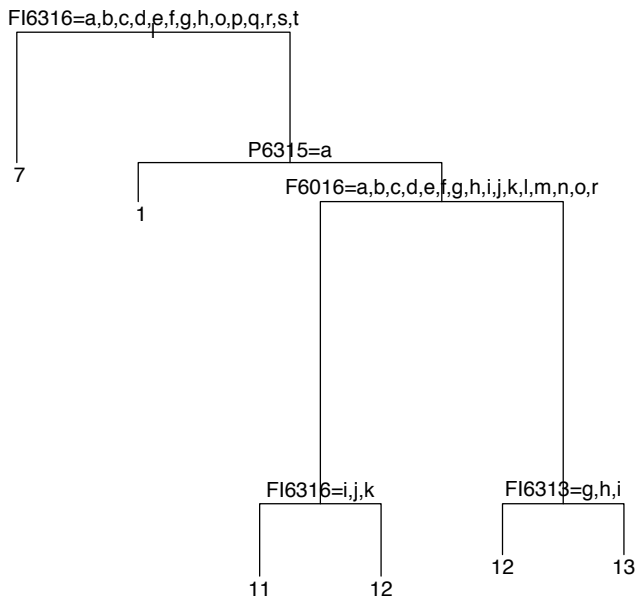 FI6316=a,b,c,d,e,f,g,h,o,p,q,r,s,t
P6315=a
7
F6016=a,b,c,d,e,f,g,h,i,j,k,l,m,n,o,r
1
FI6316=i,j,k
FI6313=g,h,i
12
13
11
12